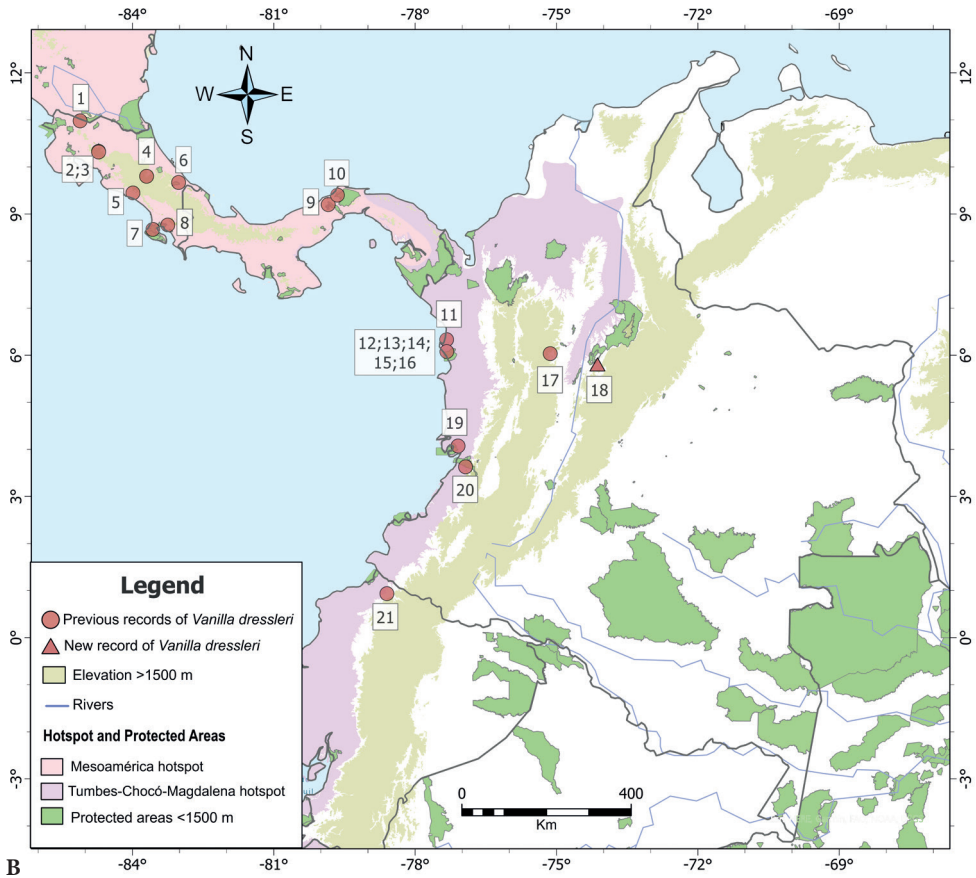 -84° -81° -78° -75° -72° -69°
12° 12°
N
W E
S
1
4
6
2;3
10
5
9
9° 9°
7
8
11
12;13;14;
15;16
6° 6°
17
18
19
20
3° 3°
21
0° 0°
Legend
Previous records of Vanilla dressleri
New record of Vanilla dressleri
Elevation >1500 m
Rivers
Hotspot and Protected Areas
Mesoamérica hotspot
Tumbes-Chocó-Magdalena hotspot
Protected areas <1500 m
-3° -3°
0 400
Km
-84° -81° -78° -75° -72° -69°
B